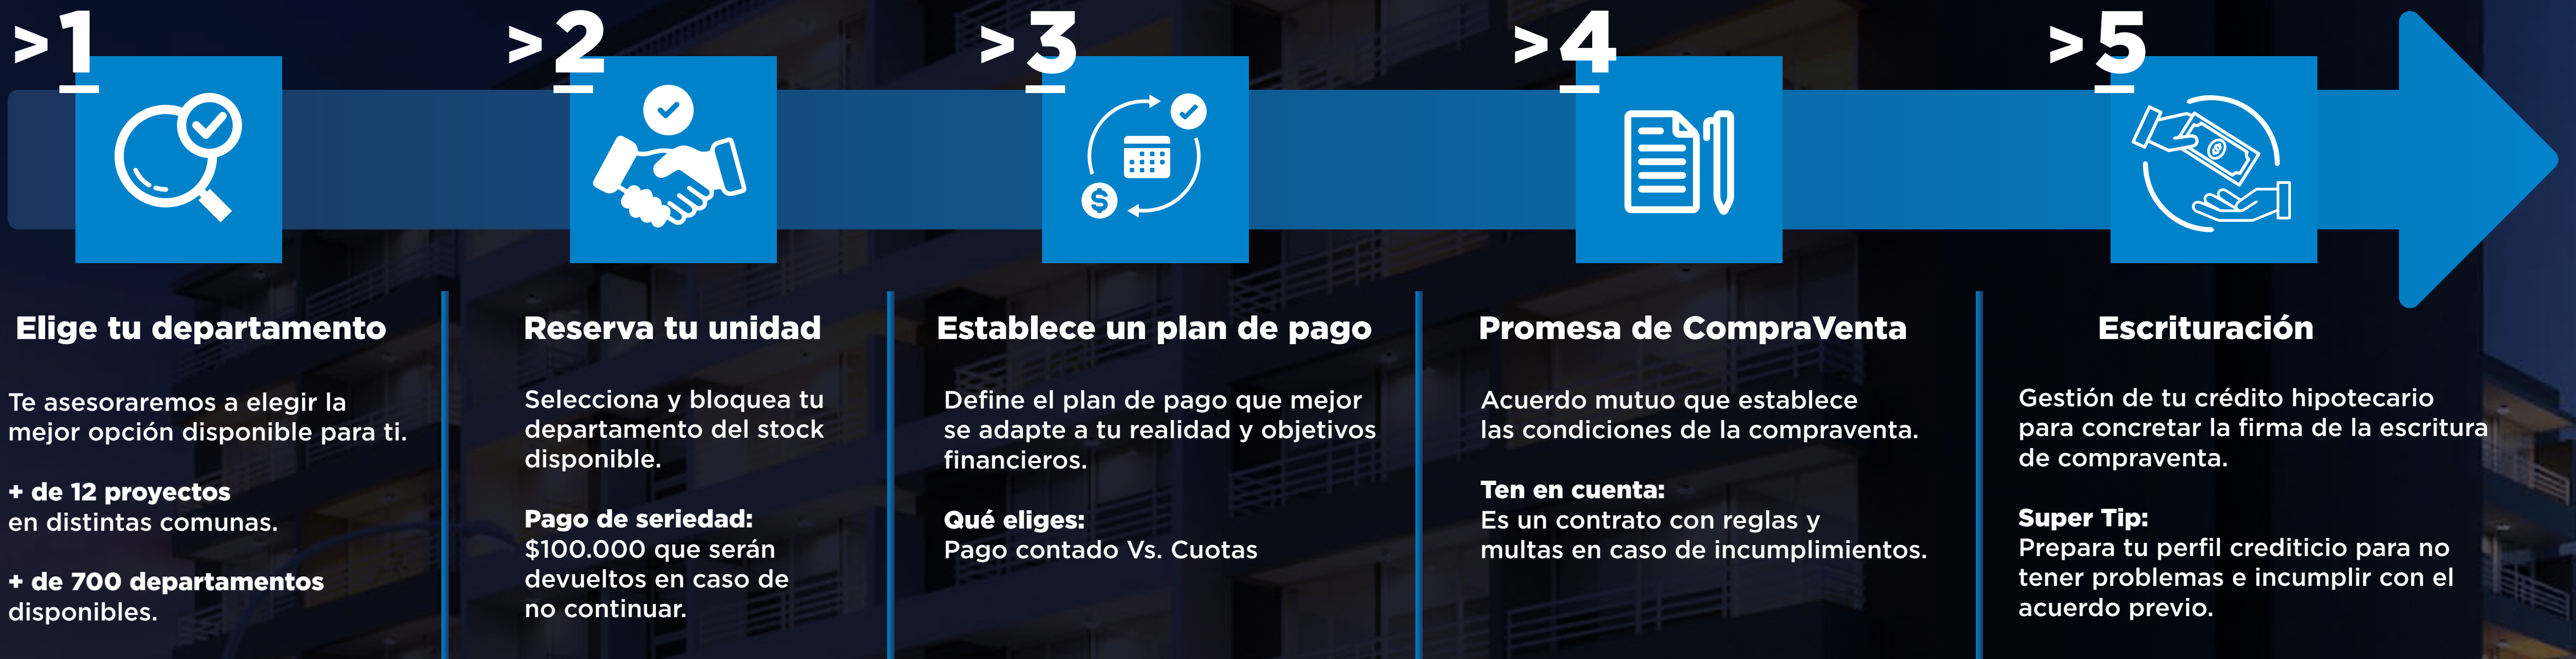 >1
Elige tu departamento
Te asesoraremos a elegir la
mejor opción disponible para ti.
+ de 12 proyectos
en distintas comunas.
+ de 700 departamentos
disponibles.
>2
Reserva tu unidad
Selecciona y bloquea tu
departamento del stock
disponible.
Pago de seriedad:
$100.000 que serán
devueltos en caso de
no continuar.
>3
$
Establece un plan de pago
Define el plan de pago que mejor
se adapte a tu realidad y objetivos
financieros.
Qué eliges:
Pago contado Vs. Cuotas
>4
Promesa de CompraVenta
Acuerdo mutuo que establece
las condiciones de la compraventa.
Ten en cuenta:
Es un contrato con reglas y
multas en caso de incumplimientos.
>5
$
Escrituración
Gestión de tu crédito hipotecario
para concretar la firma de la escritura
de compraventa.
Super Tip:
Prepara tu perfil crediticio para no
tener problemas e incumplir con el
acuerdo previo.